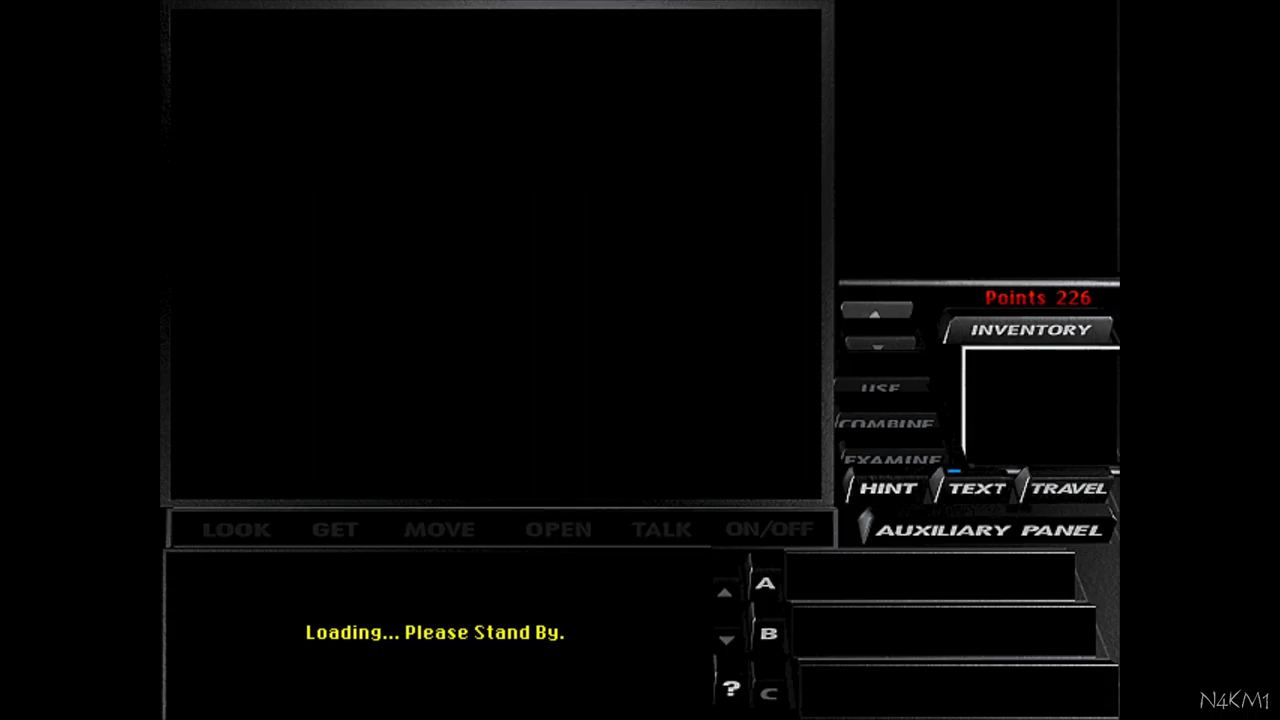 Points 226
INVENTORY
USE
COMBINE
EXAMINE
HINT TEXT TRAVEL
LOOK GET MOVE OPEN TALK ON/OFF
AUXILIARY PANEL
A
Loading... Please Stand By.
B
?
C
N4KM1